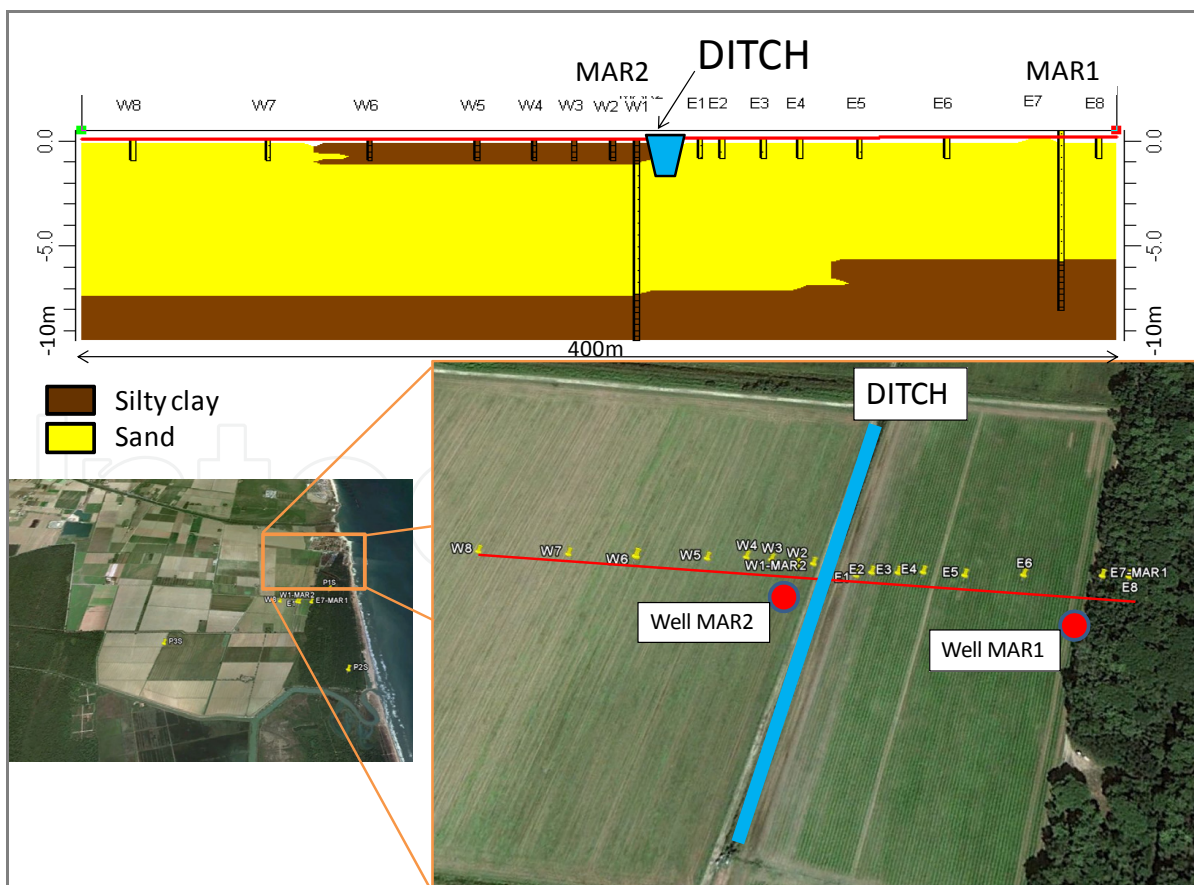 DITCH
MAR2
MAR1
W8 W7 W6 W5 W4 W3 W2 W1 E1 E2 E3 E4 E5 E6 E7 E8
0.0
-5.0
-10m
0.0
-5.0
-10m
400m
Silty clay
Sand
DITCH
W8 W7 W6 W5 W4 W3 W2
W1-MAR2
E1 E2 E3 E4 E5 E6 E7-MAR1
E8
Well MAR2
Well MAR1
P1S
W1-MAR2
E7-MAR1
P3S
P2S